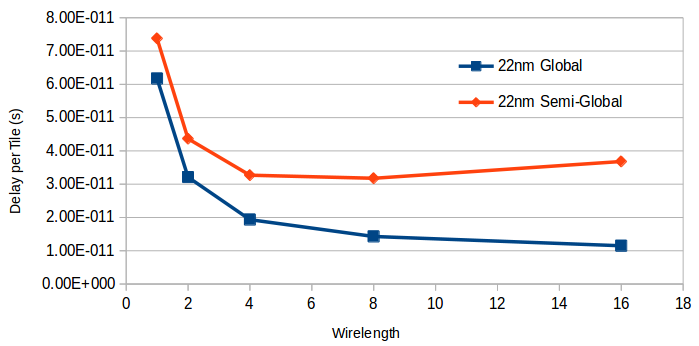 8.00E-011
7.00E-011
6.00E-011
5.00E-011
4.00E-011
3.00E-011
2.00E-011
1.00E-011
0.00E+000
Delay per Tile (s)
22nm Global
22nm Semi-Global
0 2 4 6 8 10 12 14 16 18
Wirelength